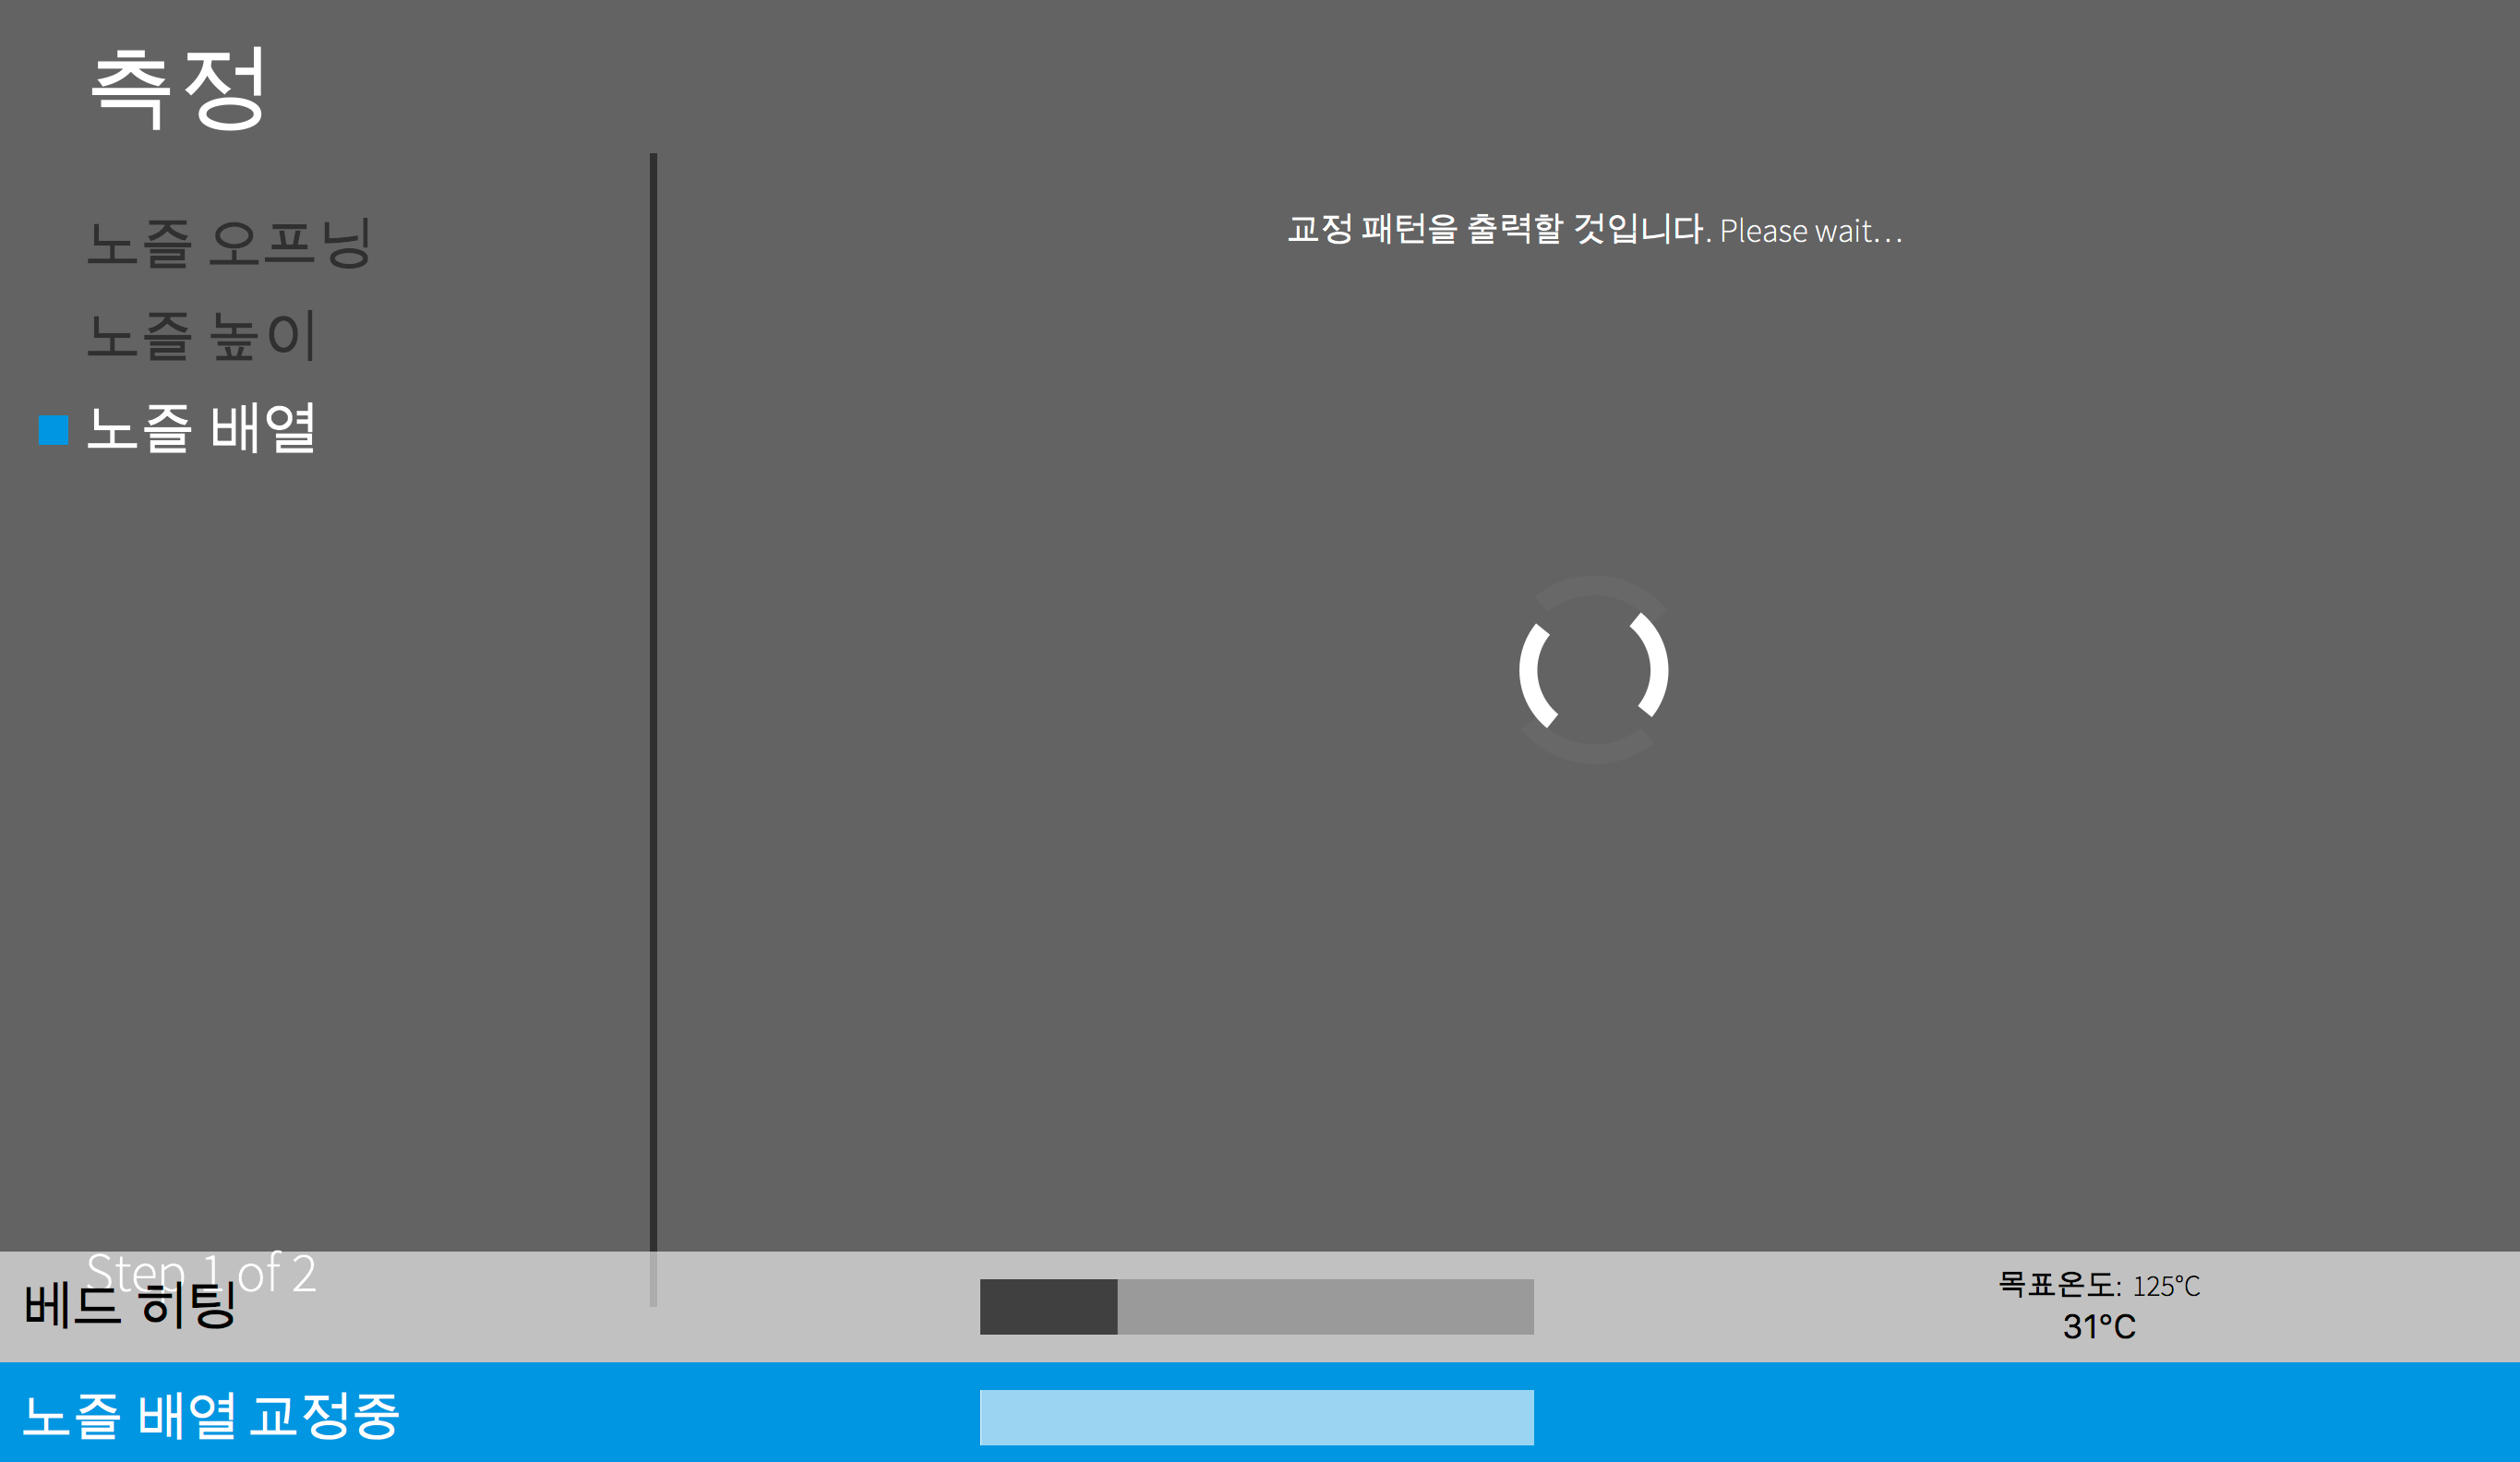 측정
노즐 오프닝
노즐 높이
노즐 배열
교정 패턴을 출력할 것입니다. Please wait...
Step 1 of 2
베드 히팅
목표온도: 125°C
31°C
노즐 배열 교정중